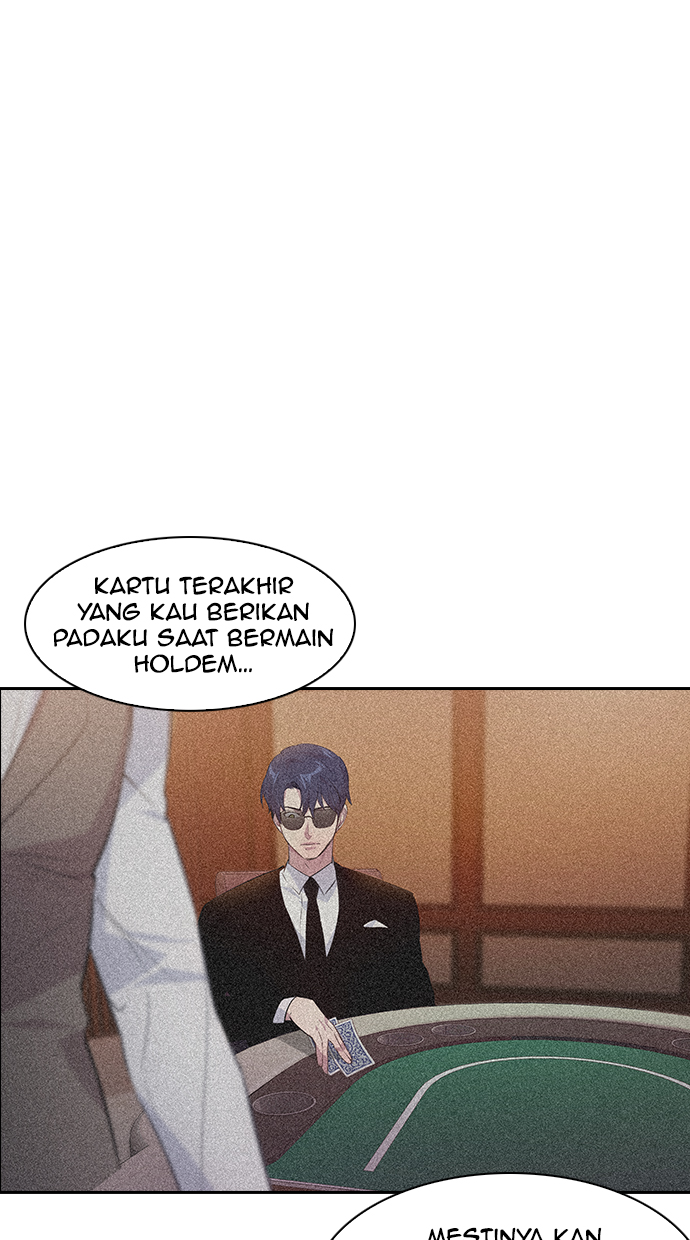 KARTU TERAKHIR
YANG KAU BERIKAN
PADAKU SAAT BERMAIN
HOLDEM...
MESTINYA KAN